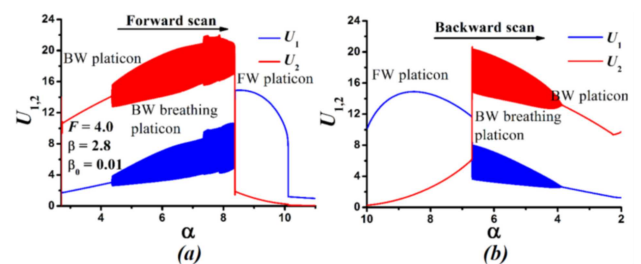 Forward scan
U₁
U₂
BW platicon
FW platicon
BW breathing
platicon
F = 4.0
β = 2.8
β₀ = 0.01
U₁,₂
24
20
16
12
8
4
0
4 6 8 10
α
(a)
Backward scan
U₁
U₂
FW platicon
BW platicon
BW breathing
platicon
U₁,₂
24
20
16
12
8
4
0
10 8 6 4 2
α
(b)